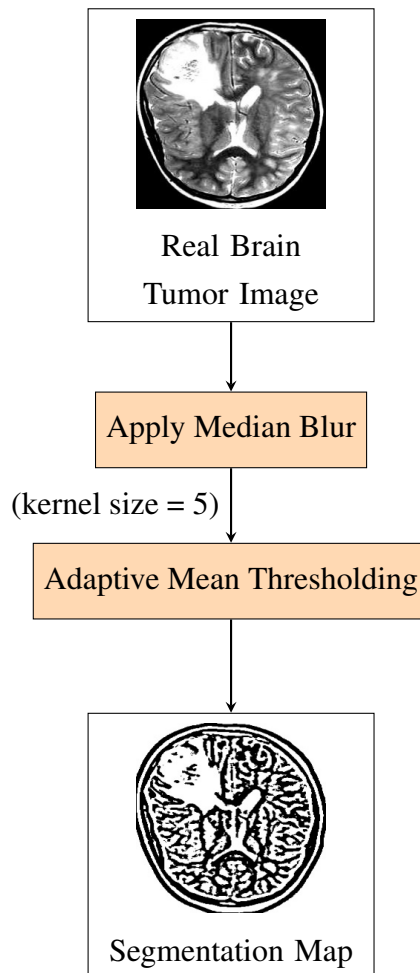 Real Brain
Tumor Image
Apply Median Blur
(kernel size = 5)
Adaptive Mean Thresholding
Segmentation Map